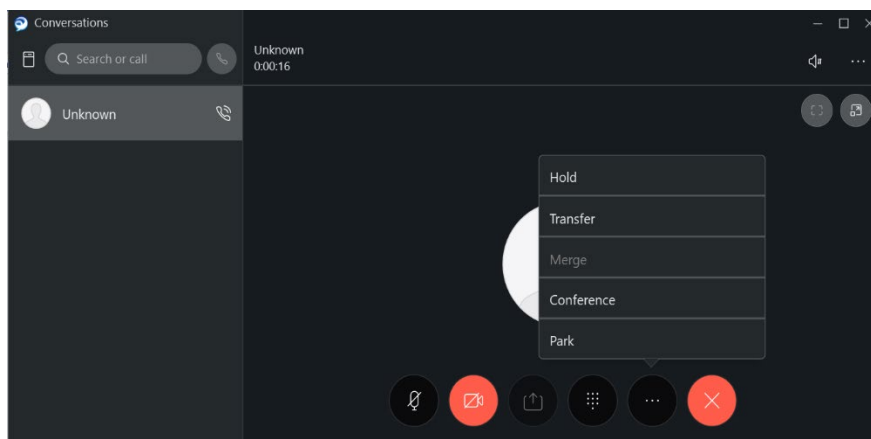 Conversations
Search or call
Unknown
0:00:16
Unknown
Hold
Transfer
Merge
Conference
Park